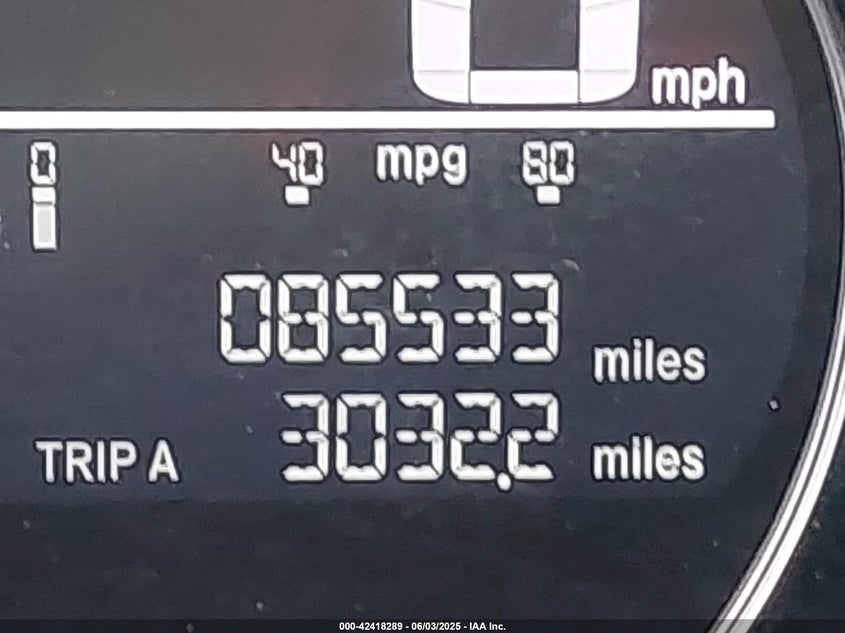 mph
0 40 mpg 80
085533 miles
TRIP A 3032.2 miles
000-42418289 - 06/03/2025 - IAA Inc.